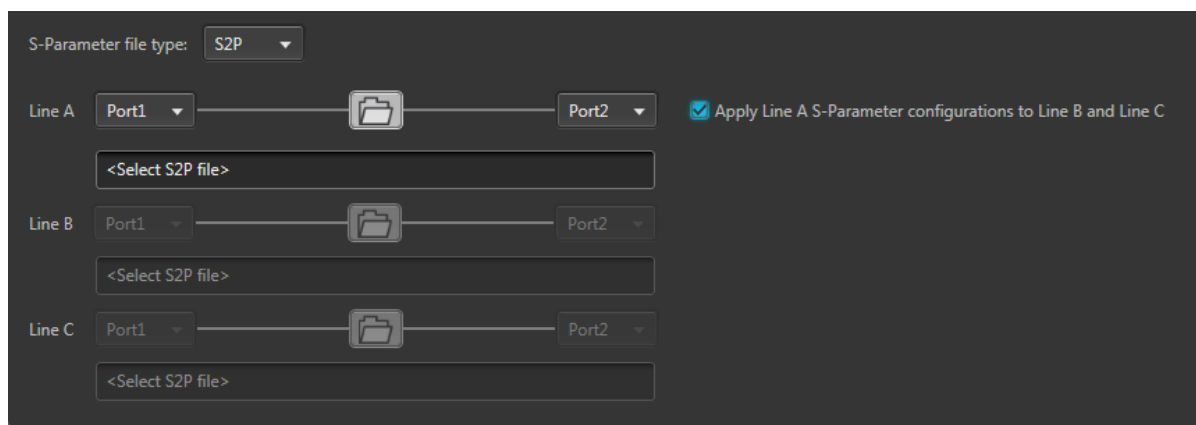 S-Parameter file type: S2P
Line A Port1 Port2 Apply Line A S-Parameter configurations to Line B and Line C
<Select S2P file>
Line B Port1 Port2
<Select S2P file>
Line C Port1 Port2
<Select S2P file>